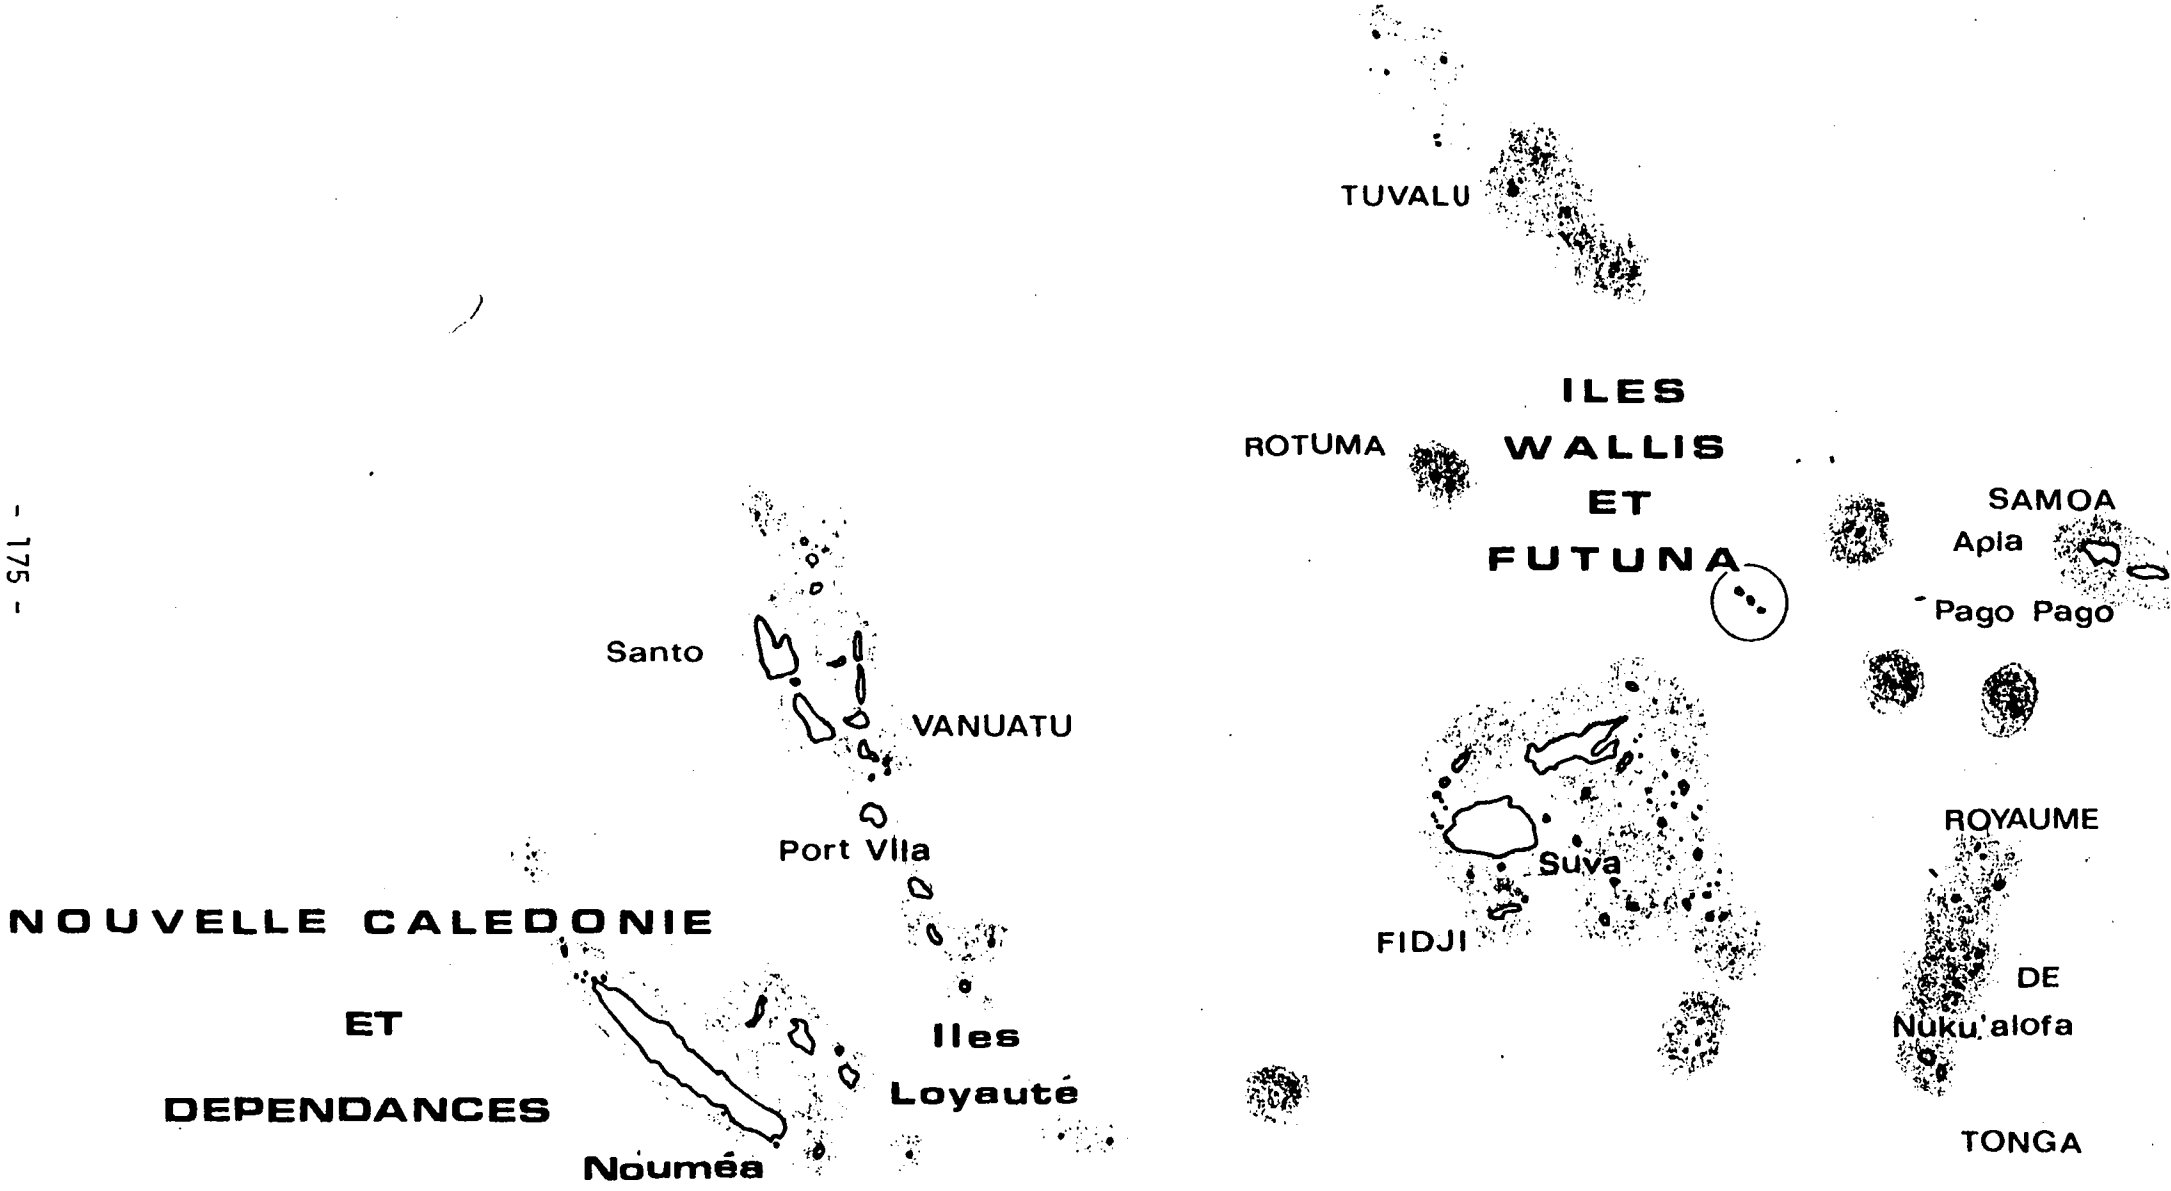 - 175 -
TUVALU
ILES
WALLIS
ET
FUTUNA
ROTUMA
SAMOA
Apia
Pago Pago
Santo
VANUATU
Port Vila
Suva
FIDJI
ROYAUME
DE
Nuku'alofa
TONGA
NOUVELLE CALEDONIE
ET
DEPENDANCES
Iles
Loyauté
Nouméa